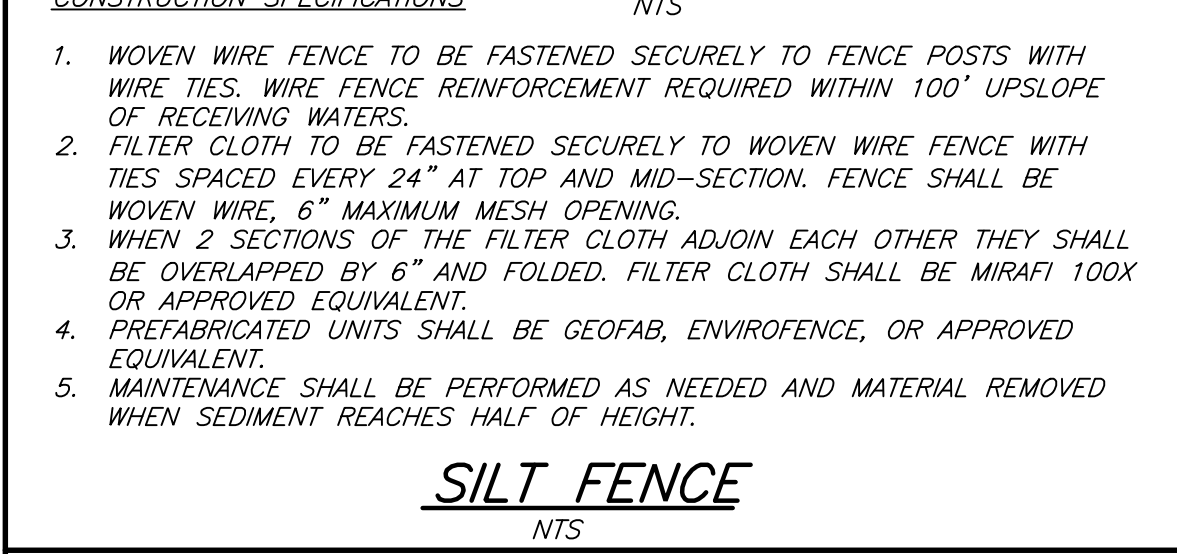 CONSTRUCTION SPECIFICATIONS
NTS
1. WOVEN WIRE FENCE TO BE FASTENED SECURELY TO FENCE POSTS WITH
WIRE TIES. WIRE FENCE REINFORCEMENT REQUIRED WITHIN 100' UPSLOPE
OF RECEIVING WATERS.
2. FILTER CLOTH TO BE FASTENED SECURELY TO WOVEN WIRE FENCE WITH
TIES SPACED EVERY 24" AT TOP AND MID-SECTION. FENCE SHALL BE
WOVEN WIRE, 6" MAXIMUM MESH OPENING.
3. WHEN 2 SECTIONS OF THE FILTER CLOTH ADJOIN EACH OTHER THEY SHALL
BE OVERLAPPED BY 6" AND FOLDED. FILTER CLOTH SHALL BE MIRAFI 100X
OR APPROVED EQUIVALENT.
4. PREFABRICATED UNITS SHALL BE GEOFAB, ENVIROFENCE, OR APPROVED
EQUIVALENT.
5. MAINTENANCE SHALL BE PERFORMED AS NEEDED AND MATERIAL REMOVED
WHEN SEDIMENT REACHES HALF OF HEIGHT.
SILT FENCE
NTS